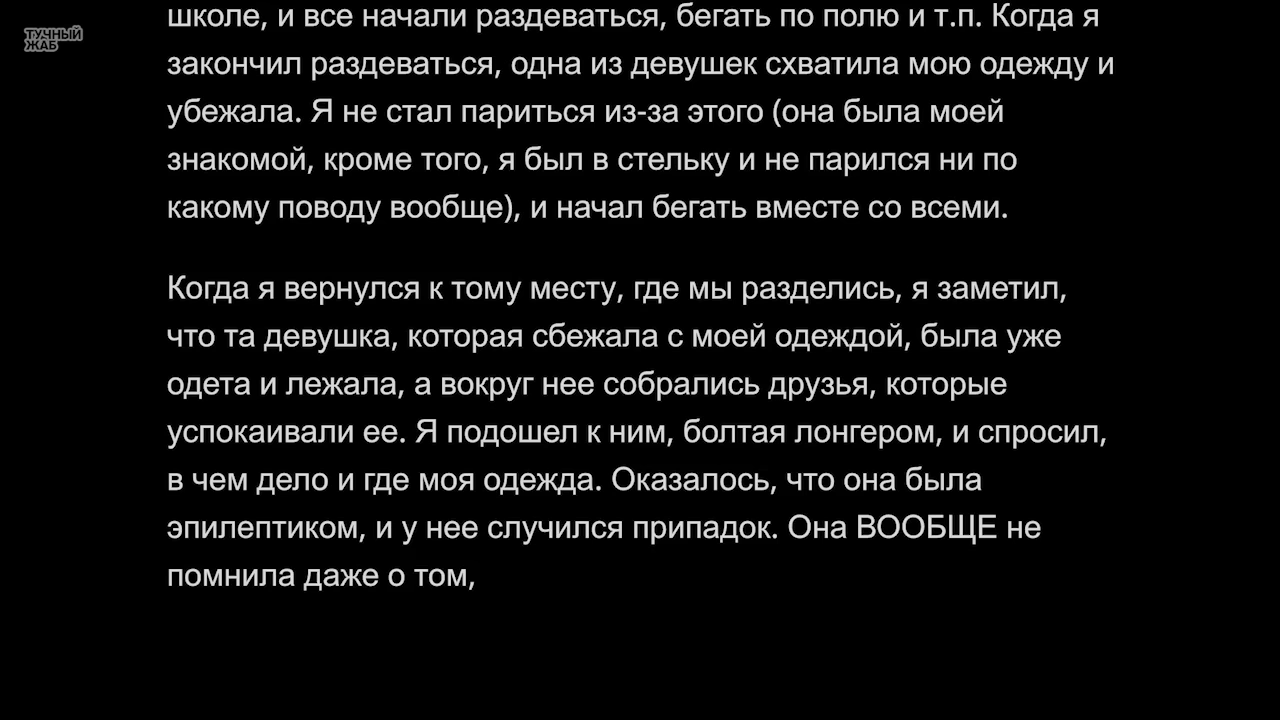 ТУЧНЫЙ
ЖАБ
школе, и все начали раздеваться, бегать по полю и т.п. Когда я
закончил раздеваться, одна из девушек схватила мою одежду и
убежала. Я не стал париться из-за этого (она была моей
знакомой, кроме того, я был в стельку и не парился ни по
какому поводу вообще), и начал бегать вместе со всеми.
Когда я вернулся к тому месту, где мы разделись, я заметил,
что та девушка, которая сбежала с моей одеждой, была уже
одета и лежала, а вокруг нее собрались друзья, которые
успокаивали ее. Я подошел к ним, болтая лонгером, и спросил,
в чем дело и где моя одежда. Оказалось, что она была
эпилептиком, и у нее случился припадок. Она ВООБЩЕ не
помнила даже о том,